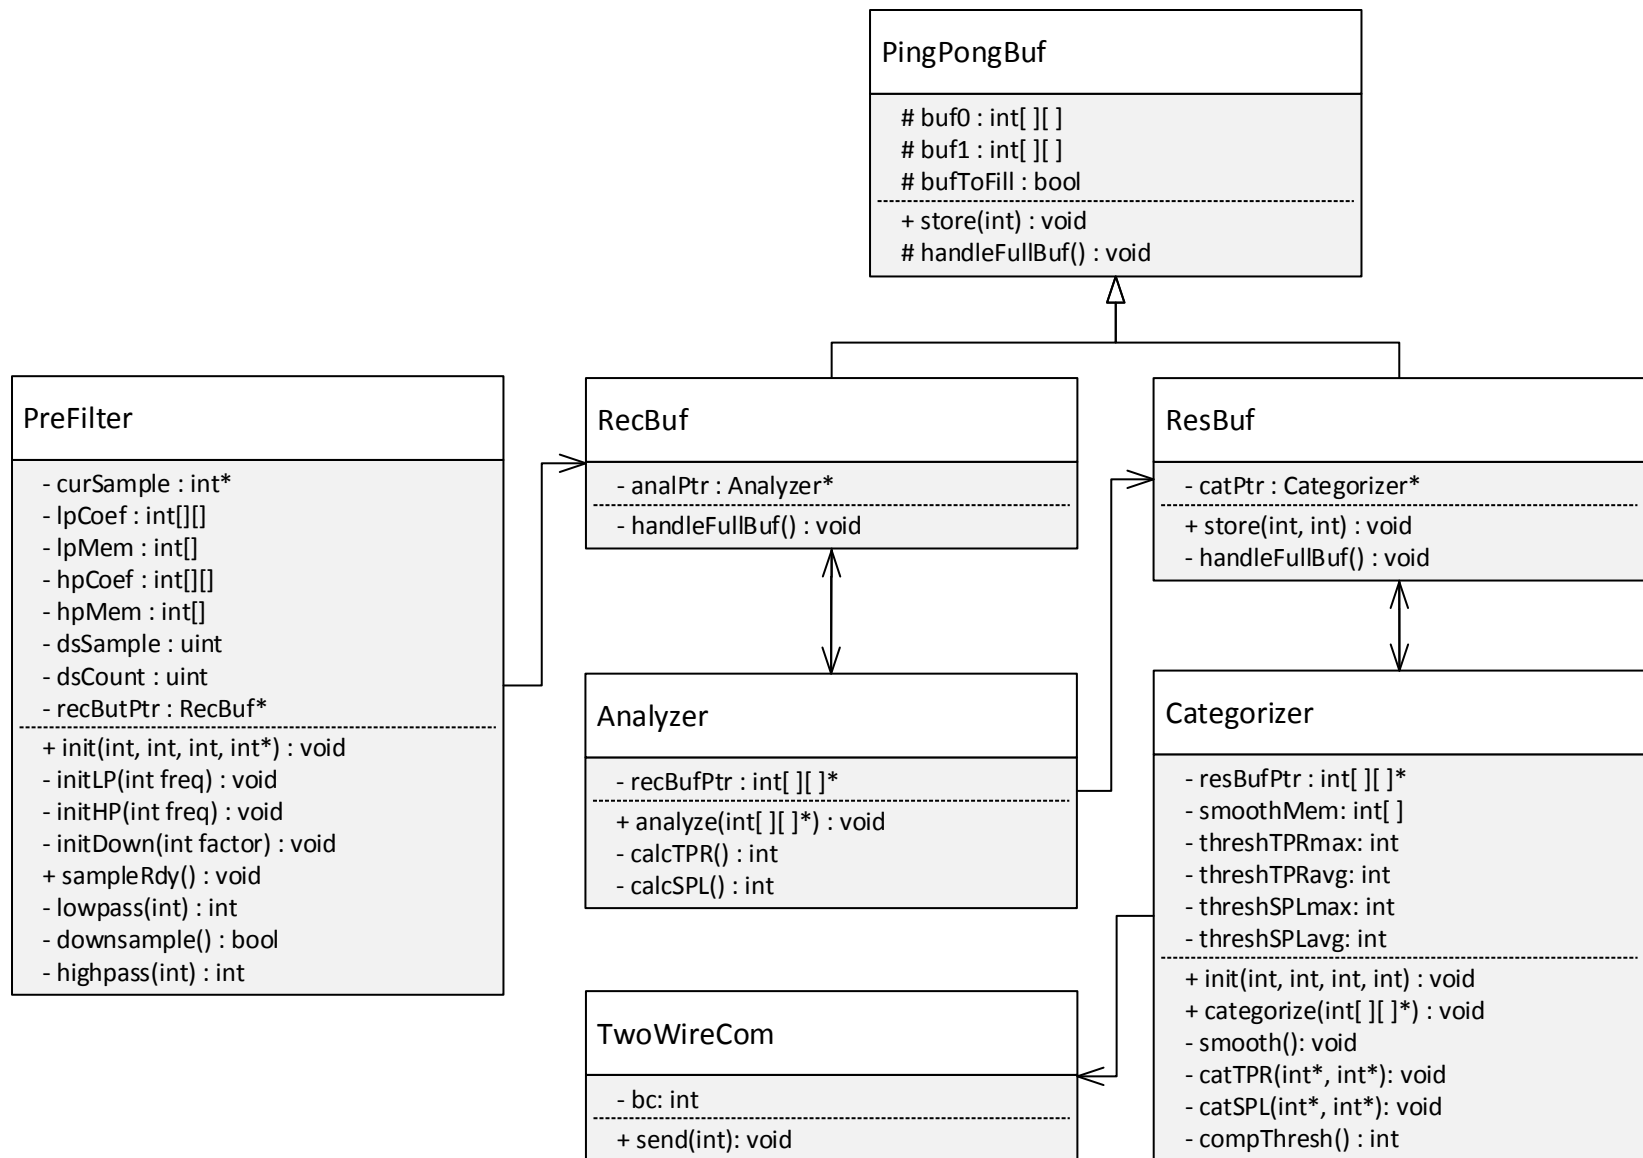 PingPongBuf
# buf0 : int[ ][ ]
# buf1 : int[ ][ ]
# bufToFill : bool
+ store(int) : void
# handleFullBuf() : void
PreFilter
- curSample : int*
- lpCoef : int[][]
- lpMem : int[]
- hpCoef : int[][]
- hpMem : int[]
- dsSample : uint
- dsCount : uint
- recButPtr : RecBuf*
+ init(int, int, int, int*) : void
- initLP(int freq) : void
- initHP(int freq) : void
- initDown(int factor) : void
+ sampleRdy() : void
- lowpass(int) : int
- downsample() : bool
- highpass(int) : int
RecBuf
- analPtr : Analyzer*
- handleFullBuf() : void
ResBuf
- catPtr : Categorizer*
+ store(int, int) : void
- handleFullBuf() : void
Analyzer
- recBufPtr : int[ ][ ]*
+ analyze(int[ ][ ]*) : void
- calcTPR() : int
- calcSPL() : int
Categorizer
- resBufPtr : int[ ][ ]*
- smoothMem: int[ ]
- threshTPRmax: int
- threshTPRavg: int
- threshSPLmax: int
- threshSPLavg: int
+ init(int, int, int, int) : void
+ categorize(int[ ][ ]*) : void
- smooth(): void
- catTPR(int*, int*): void
- catSPL(int*, int*): void
- compThresh() : int
TwoWireCom
- bc: int
+ send(int): void